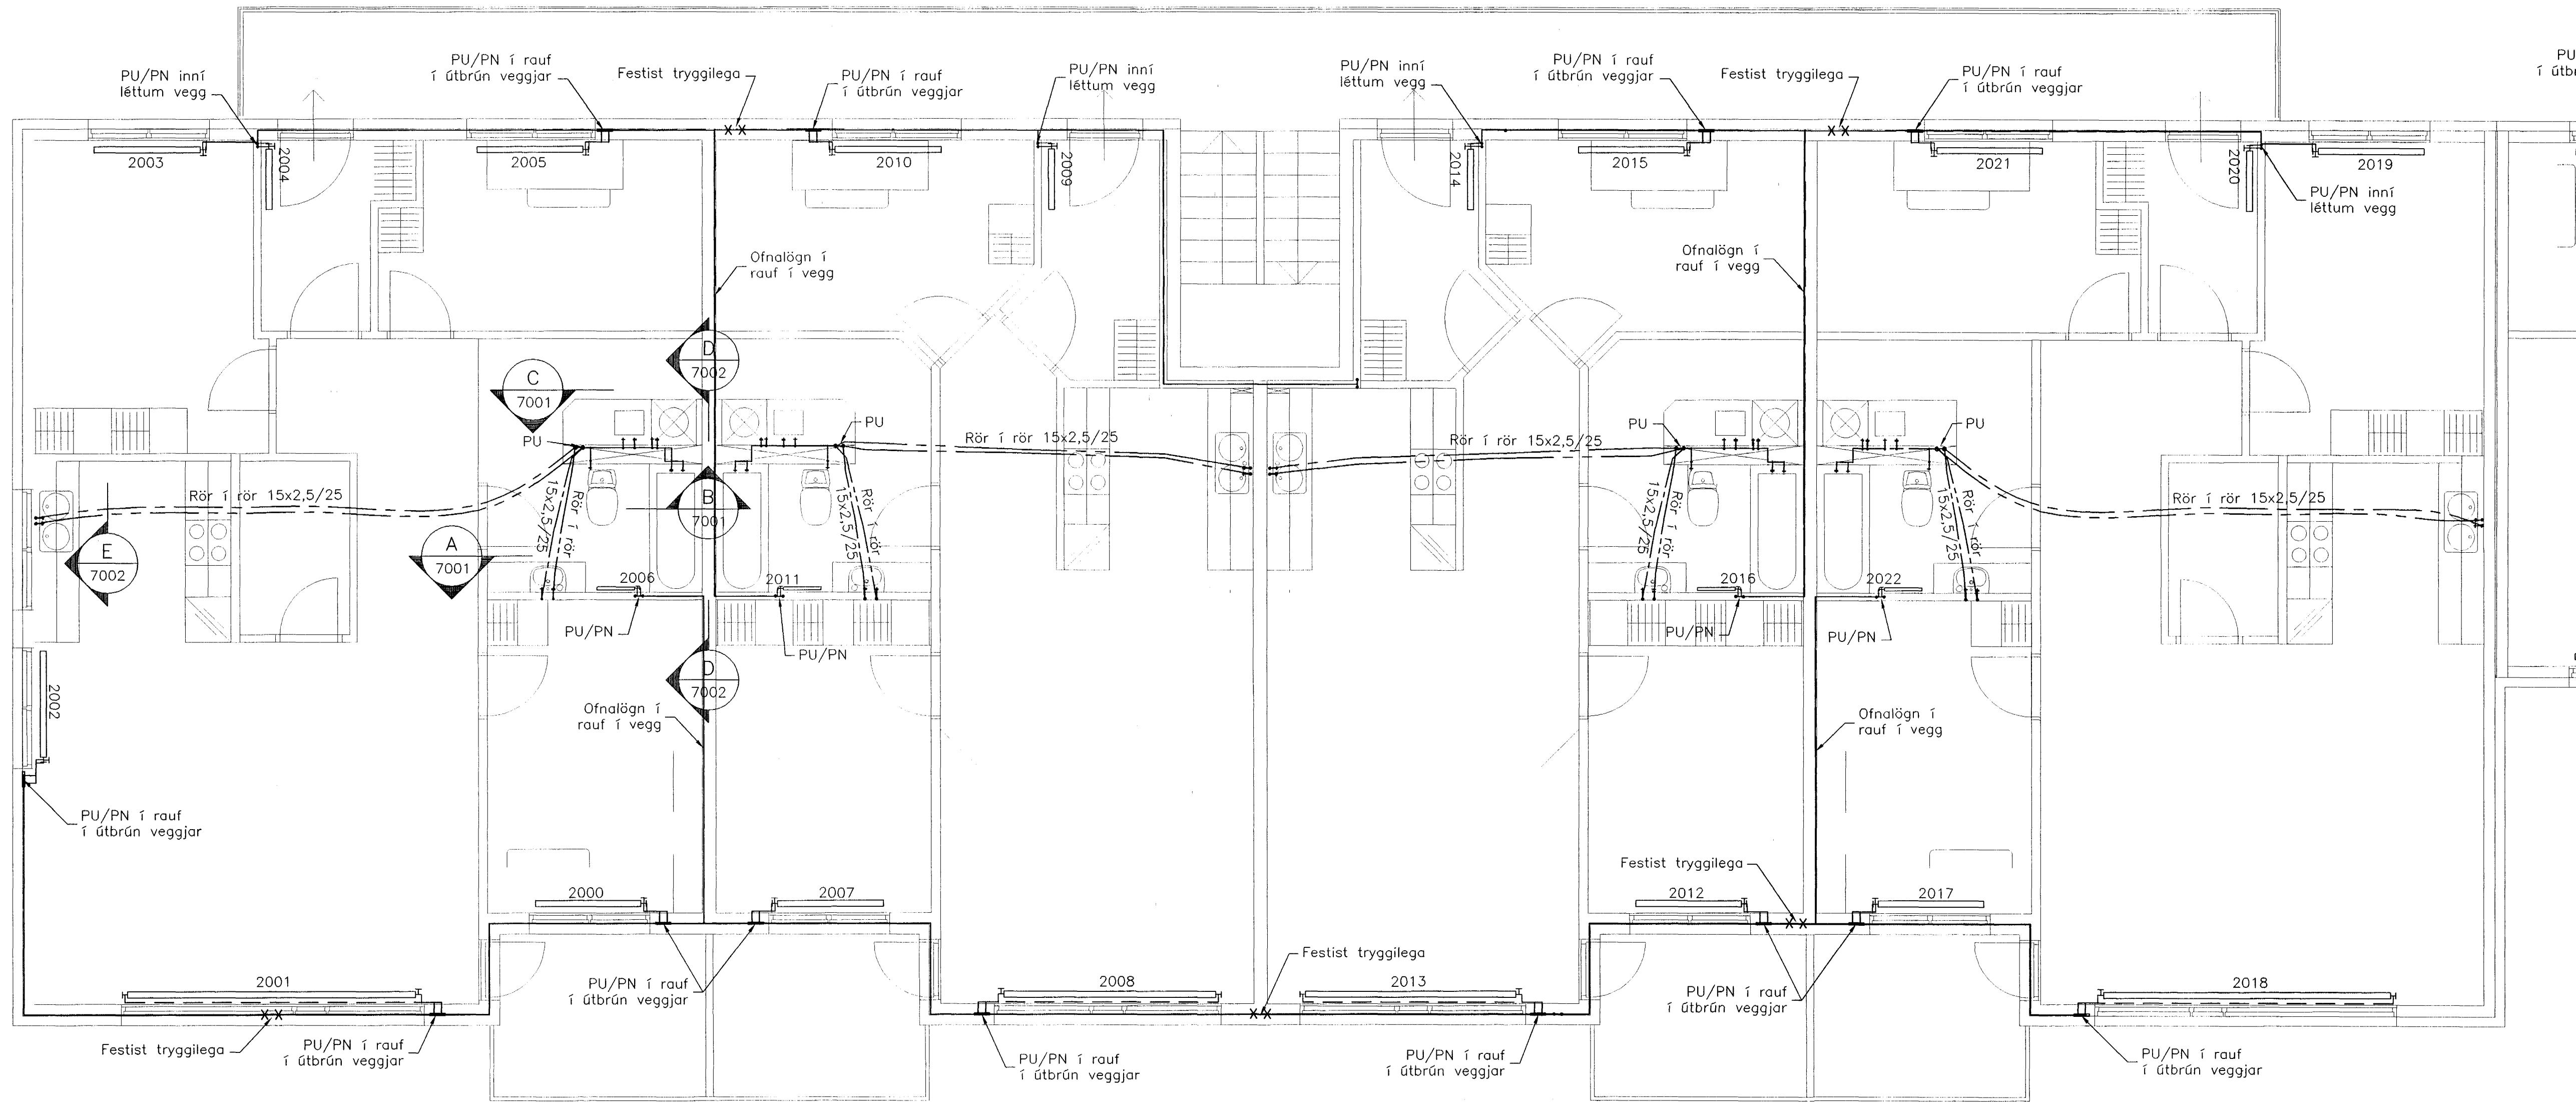 PU/PN inní
léttum vegg
PU/PN í rauf
í útbrún veggjar
Festist tryggilega
PU/PN í rauf
í útbrún veggjar
PU/PN inní
léttum vegg
PU/PN inní
léttum vegg
PU/PN í rauf
í útbrún veggjar
Festist tryggilega
PU/PN í rauf
í útbrún veggjar
2003
2004
2005
2010
2009
2014
2015
2021
2020
2019
PU/PN inní
léttum vegg
Ofnalögn í
rauf í vegg
Ofnalögn í
rauf í vegg
D
7002
C
7001
PU
PU
PU
PU
Rör í rör 15x2,5/25
Rör í rör 15x2,5/25
Rör í rör 15x2,5/25
Rör í rör 15x2,5/25
Rör í rör
15x2,5/25
Rör í rör
15x2,5/25
Rör í rör
15x2,5/25
Rör í rör
15x2,5/25
B
7001
A
7001
E
7002
2006
2011
2016
2022
PU/PN
PU/PN
PU/PN
PU/PN
D
7002
2002
Ofnalögn í
rauf í vegg
Ofnalögn í
rauf í vegg
PU/PN í rauf
í útbrún veggjar
Festist tryggilega
2000
2007
2012
2017
2001
PU/PN í rauf
í útbrún veggjar
2008
Festist tryggilega
2013
PU/PN í rauf
í útbrún veggjar
2018
Festist tryggilega
PU/PN í rauf
í útbrún veggjar
PU/PN í rauf
í útbrún veggjar
PU/PN í rauf
í útbrún veggjar
PU/PN í rauf
í útbrún veggjar